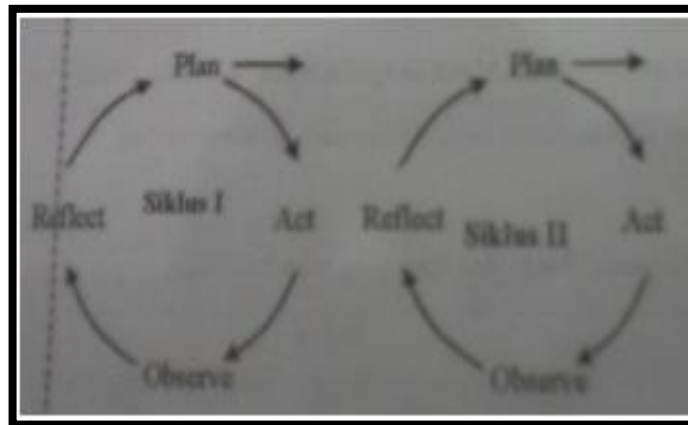 Plan Plan
Reflect Siklus I Act Reflect Siklus II Act
Observe Observe